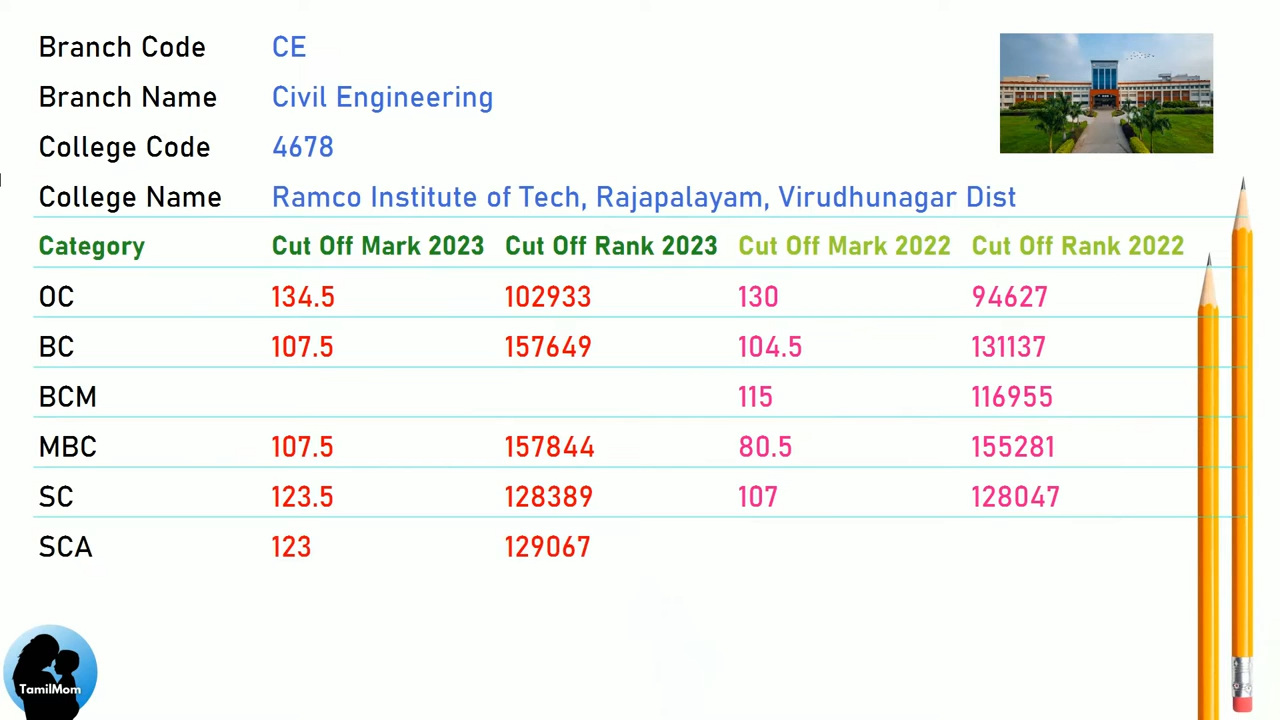 Branch Code CE
Branch Name Civil Engineering
College Code 4678
College Name Ramco Institute of Tech, Rajapalayam, Virudhunagar Dist
Category Cut Off Mark 2023 Cut Off Rank 2023 Cut Off Mark 2022 Cut Off Rank 2022
OC 134.5 102933 130 94627
BC 107.5 157649 104.5 131137
BCM 115 116955
MBC 107.5 157844 80.5 155281
SC 123.5 128389 107 128047
SCA 123 129067
TamilMom